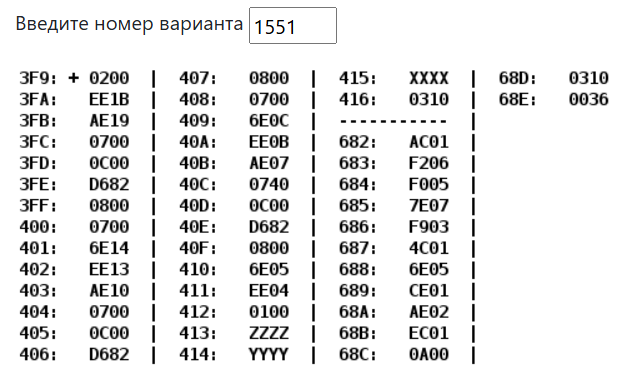 Введите номер варианта 1551
3F9: + 0200 | 407: 0800 | 415: XXXX | 68D: 0310
3FA: EE1B | 408: 0700 | 416: 0310 | 68E: 0036
3FB: AE19 | 409: 6E0C | ----------- |
3FC: 0700 | 40A: EE0B | 682: AC01 |
3FD: 0C00 | 40B: AE07 | 683: F206 |
3FE: D682 | 40C: 0740 | 684: F005 |
3FF: 0800 | 40D: 0C00 | 685: 7E07 |
400: 0700 | 40E: D682 | 686: F903 |
401: 6E14 | 40F: 0800 | 687: 4C01 |
402: EE13 | 410: 6E05 | 688: 6E05 |
403: AE10 | 411: EE04 | 689: CE01 |
404: 0700 | 412: 0100 | 68A: AE02 |
405: 0C00 | 413: ZZZZ | 68B: EC01 |
406: D682 | 414: YYYY | 68C: 0A00 |